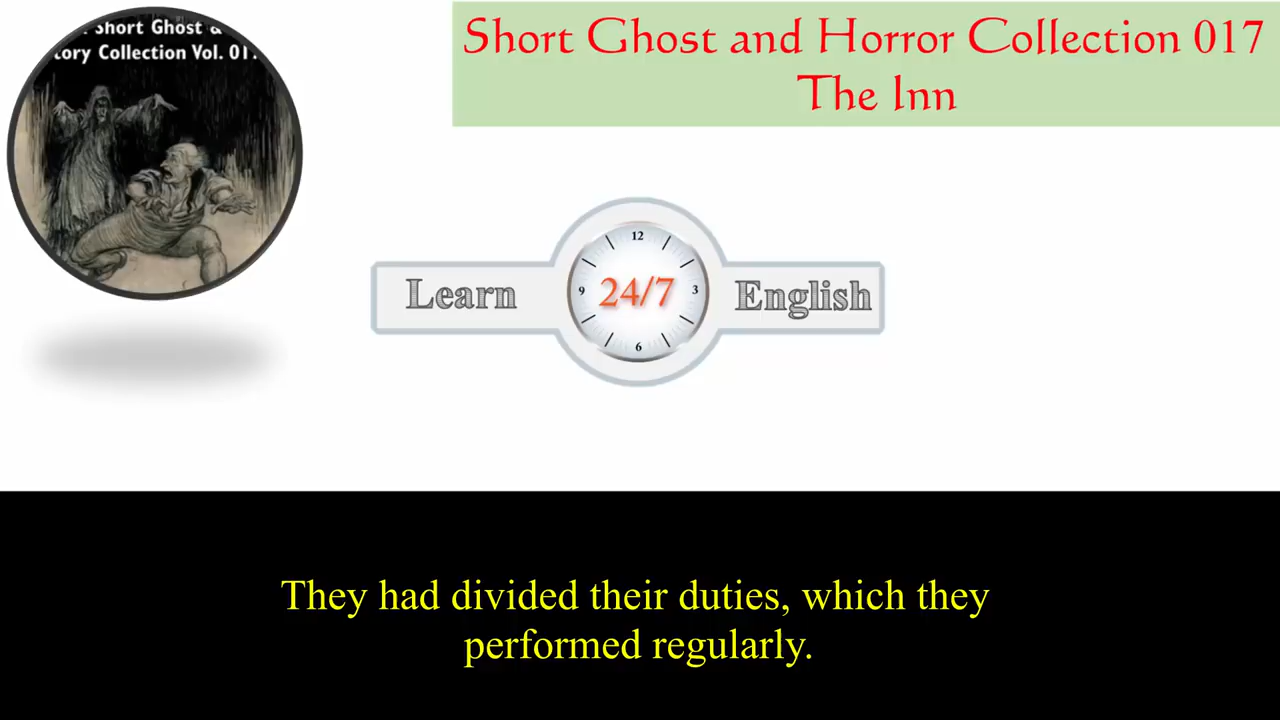 Short Ghost &
tory Collection Vol. 01
Short Ghost and Horror Collection 017
The Inn
Learn 24/7 English
12
9
3
6
They had divided their duties, which they
performed regularly.